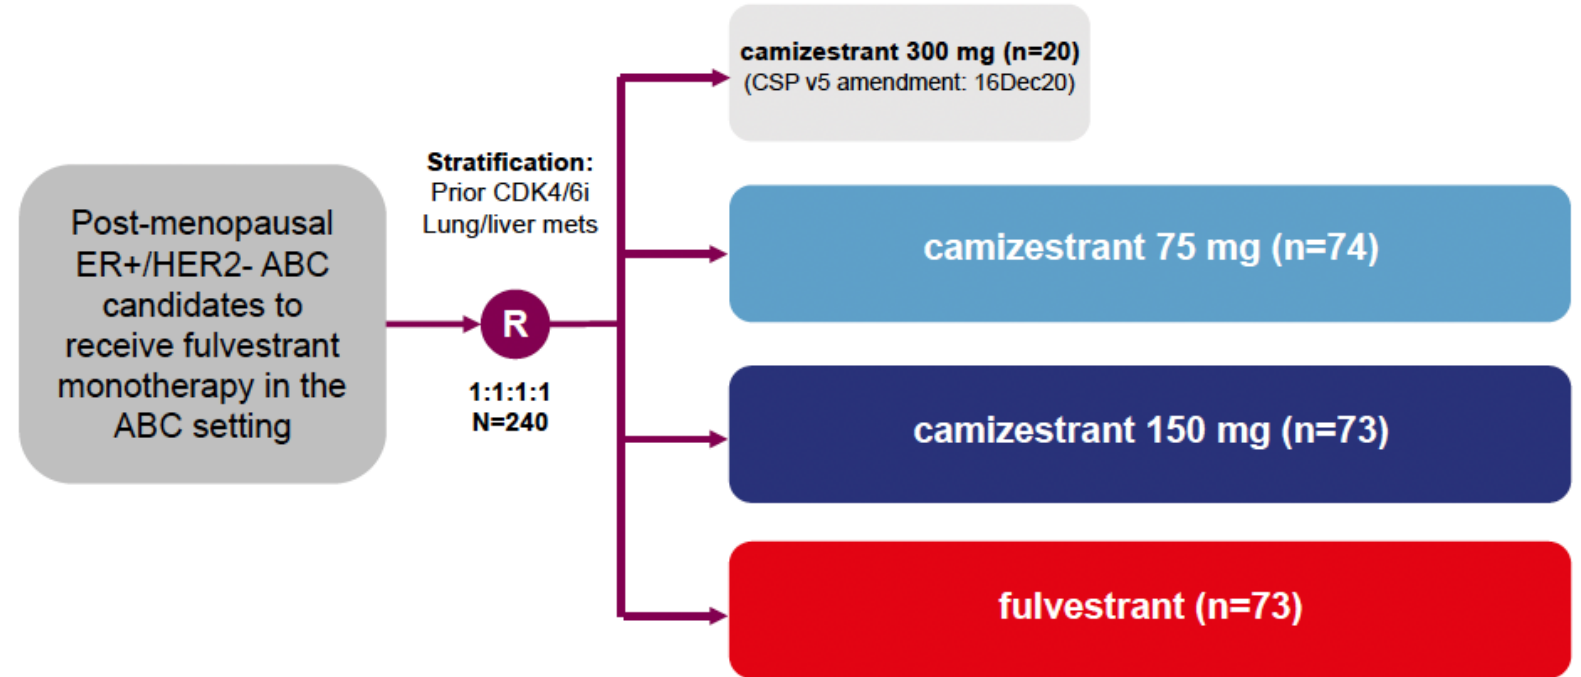 Post-menopausal
ER+/HER2- ABC
candidates to
receive fulvestrant
monotherapy in the
ABC setting
Stratification:
Prior CDK4/6i
Lung/liver mets
R
1:1:1:1
N=240
camizestrant 300 mg (n=20)
(CSP v5 amendment: 16Dec20)
camizestrant 75 mg (n=74)
camizestrant 150 mg (n=73)
fulvestrant (n=73)